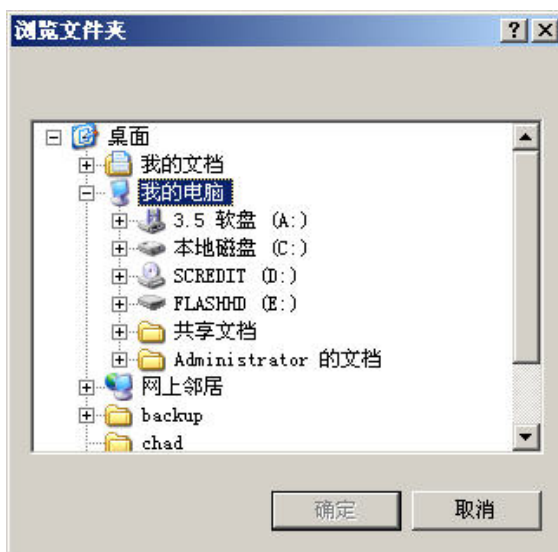 浏览文件夹
桌面
我的文档
我的电脑
3.5 软盘 (A:)
本地磁盘 (C:)
SCREDIT (D:)
FLASHHD (E:)
共享文档
Administrator 的文档
网上邻居
backup
chad
确定
取消